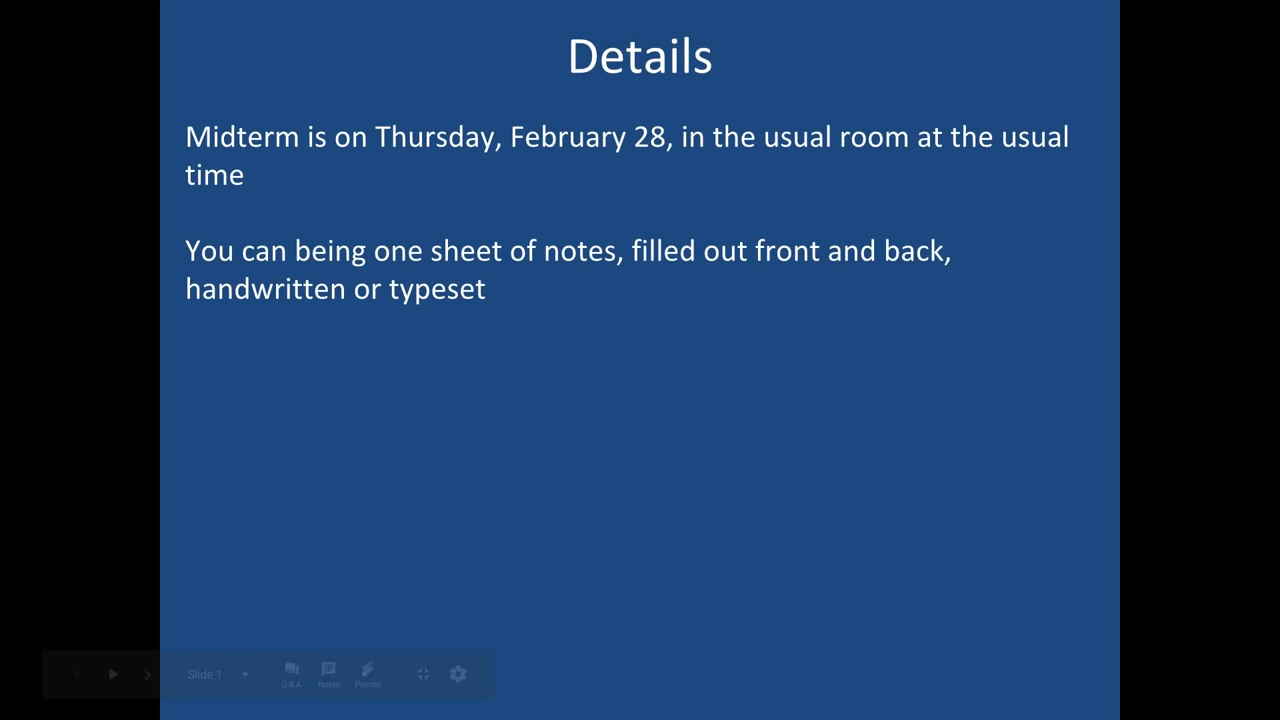 Details
Midterm is on Thursday, February 28, in the usual room at the usual
time
You can being one sheet of notes, filled out front and back,
handwritten or typeset
Slide 1
Q&A Notes Pointer